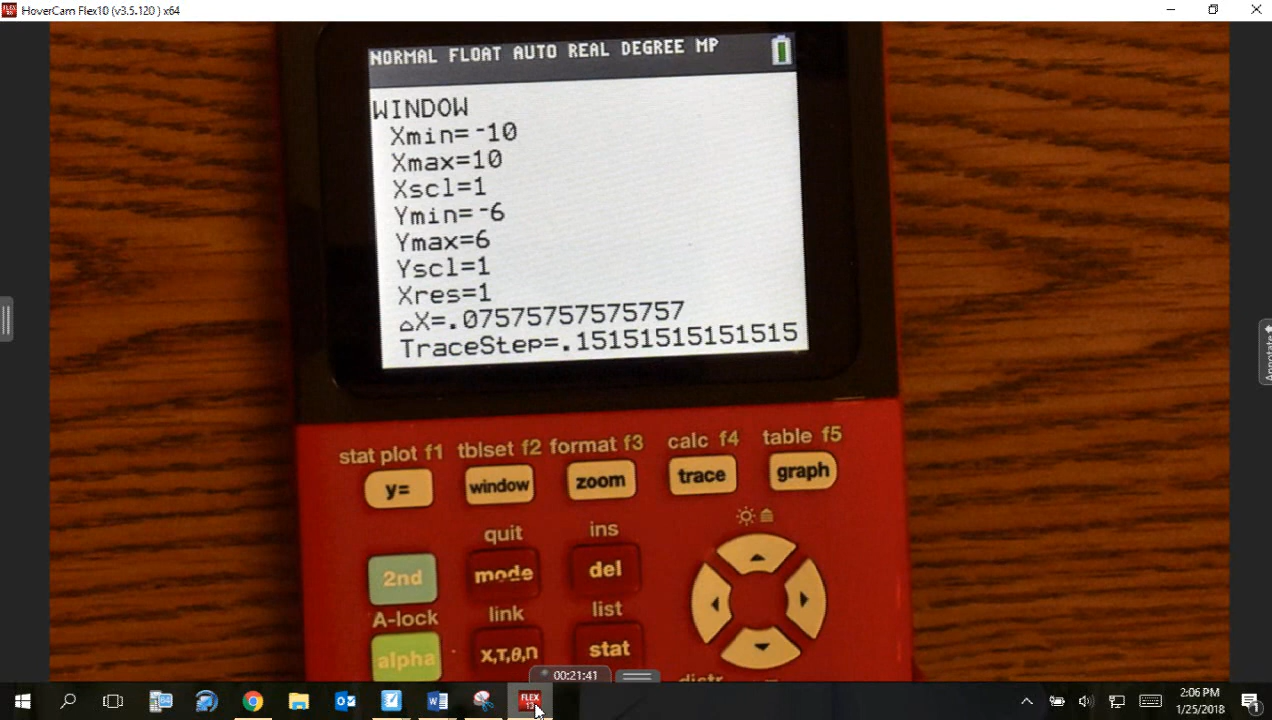 HoverCam Flex10 (v3.5.120 ) x64
NORMAL FLOAT AUTO REAL DEGREE MP
WINDOW
Xmin=-10
Xmax=10
Xscl=1
Ymin=-6
Ymax=6
Yscl=1
Xres=1
△X=.07575757575757
TraceStep=.15151515151515
Annotate
stat plot f1 tblset f2 format f3 calc f4 table f5
y= window zoom trace graph
quit ins
2nd mode del
A-lock link list
alpha X,T,θ,n stat
distr
00:21:41
FLEX
2:06 PM
1/25/2018
1